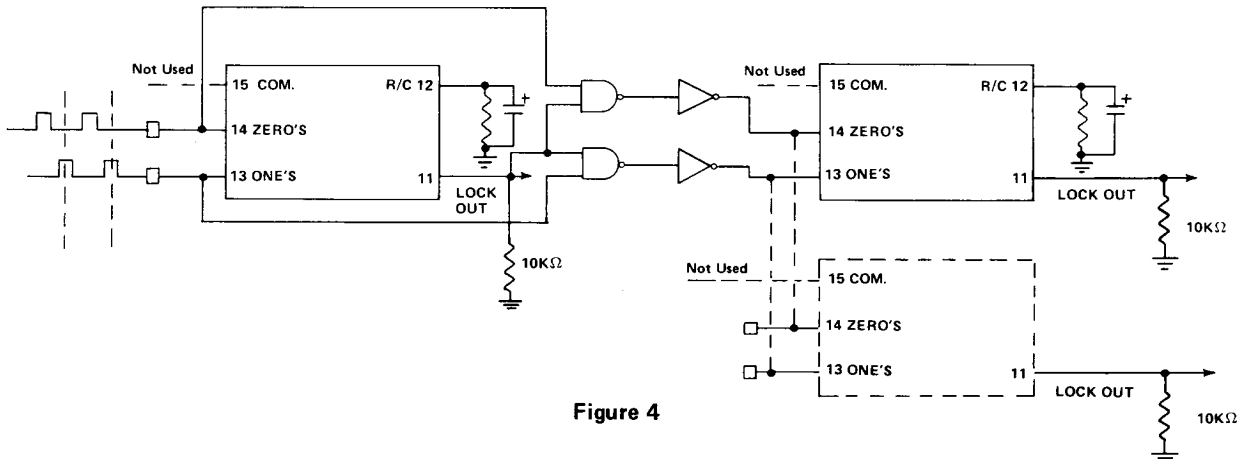 Not Used
15 COM.
R/C 12
+
14 ZERO'S
13 ONE'S
11
LOCK
OUT
10KΩ
Not Used
15 COM.
R/C 12
+
14 ZERO'S
13 ONE'S
11
LOCK OUT
10KΩ
Not Used
15 COM.
14 ZERO'S
13 ONE'S
11
LOCK OUT
10KΩ
Figure 4